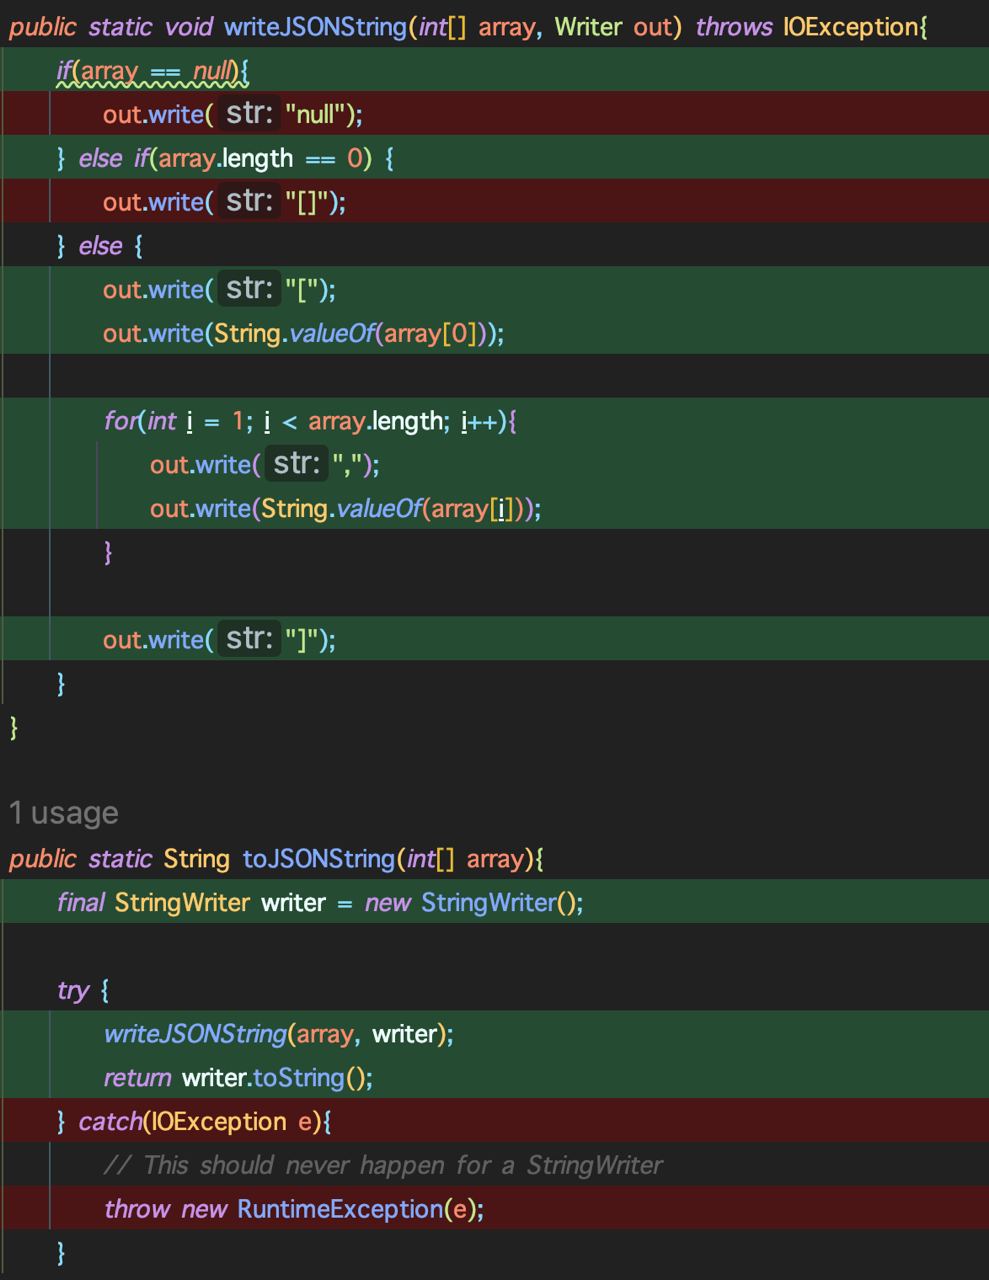 public static void writeJSONString(int[] array, Writer out) throws IOException{
if(array == null){
out.write( str: "null");
} else if(array.length == 0) {
out.write( str: "[]");
} else {
out.write( str: "[");
out.write(String.valueOf(array[0]));
for(int i = 1; i < array.length; i++){
out.write( str: ",");
out.write(String.valueOf(array[i]));
}
out.write( str: "]");
}
}
1 usage
public static String toJSONString(int[] array){
final StringWriter writer = new StringWriter();
try {
writeJSONString(array, writer);
return writer.toString();
} catch(IOException e){
// This should never happen for a StringWriter
throw new RuntimeException(e);
}